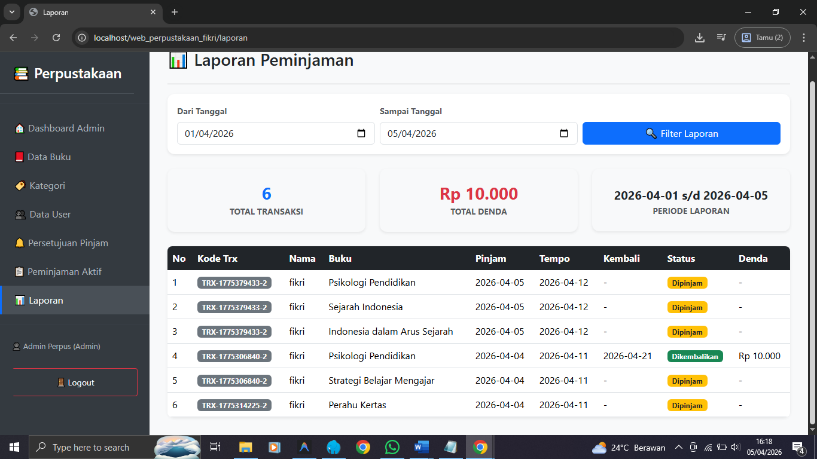 Laporan
localhost/web_perpustakaan_fikri/laporan
Tamu (2)
Perpustakaan
Dashboard Admin
Data Buku
Kategori
Data User
Persetujuan Pinjam
Peminjaman Aktif
Laporan
Admin Perpus (Admin)
Logout
Laporan Peminjaman
Dari Tanggal Sampai Tanggal
01/04/2026 05/04/2026 Filter Laporan
6 Rp 10.000 2026-04-01 s/d 2026-04-05
TOTAL TRANSAKSI TOTAL DENDA PERIODE LAPORAN
No Kode Trx Nama Buku Pinjam Tempo Kembali Status Denda
1 TRX-1775379433-2 fikri Psikologi Pendidikan 2026-04-05 2026-04-12 - Dipinjam -
2 TRX-1775379433-2 fikri Sejarah Indonesia 2026-04-05 2026-04-12 - Dipinjam -
3 TRX-1775379433-2 fikri Indonesia dalam Arus Sejarah 2026-04-05 2026-04-12 - Dipinjam -
4 TRX-1775306840-2 fikri Psikologi Pendidikan 2026-04-04 2026-04-11 2026-04-21 Dikembalikan Rp 10.000
5 TRX-1775306840-2 fikri Strategi Belajar Mengajar 2026-04-04 2026-04-11 - Dipinjam -
6 TRX-1775314225-2 fikri Perahu Kertas 2026-04-04 2026-04-11 - Dipinjam -
Type here to search
24°C Berawan
16:18
05/04/2026
4